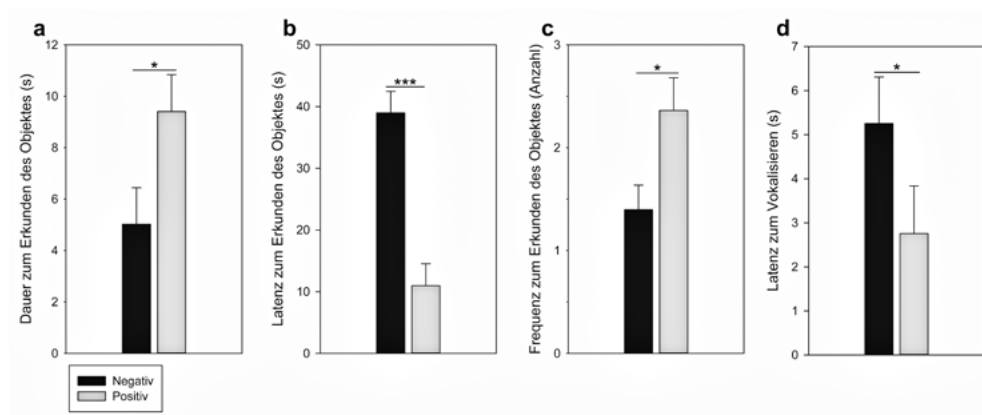 a
Dauer zum Erkunden des Objektes (s)
12
10
8
6
4
2
0
*
b
Latenz zum Erkunden des Objektes (s)
50
40
30
20
10
0
***
c
Frequenz zum Erkunden des Objektes (Anzahl)
3
2
1
0
*
d
Latenz zum Vokalisieren (s)
7
6
5
4
3
2
1
0
*
Negativ
Positiv